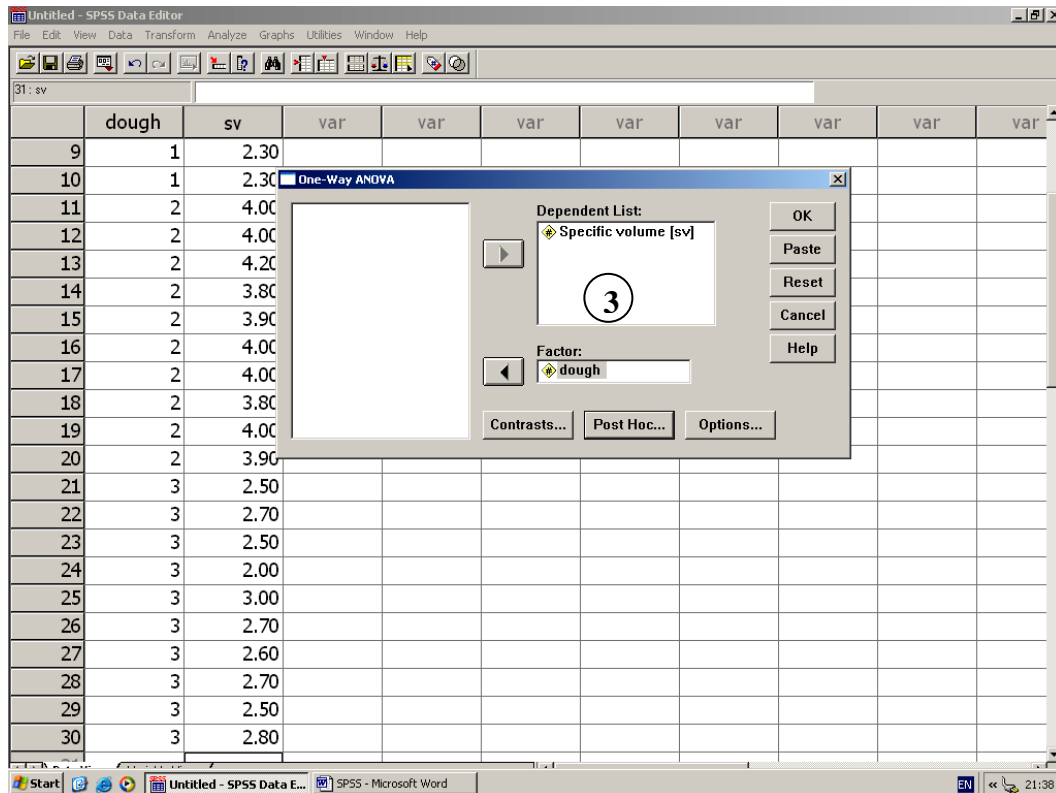 Untitled - SPSS Data Editor
File Edit View Data Transform Analyze Graphs Utilities Window Help
31 : sv
dough sv var var var var var var var var
9 1 2.30
10 1 2.30
11 2 4.00
12 2 4.00
13 2 4.20
14 2 3.80
15 2 3.90
16 2 4.00
17 2 4.00
18 2 3.80
19 2 4.00
20 2 3.90
21 3 2.50
22 3 2.70
23 3 2.50
24 3 2.00
25 3 3.00
26 3 2.70
27 3 2.60
28 3 2.70
29 3 2.50
30 3 2.80
One-Way ANOVA
Dependent List:
Specific volume [sv]
3
Factor:
dough
OK
Paste
Reset
Cancel
Help
Contrasts... Post Hoc... Options...
Start Untitled - SPSS Data E... SPSS - Microsoft Word EN 21:38